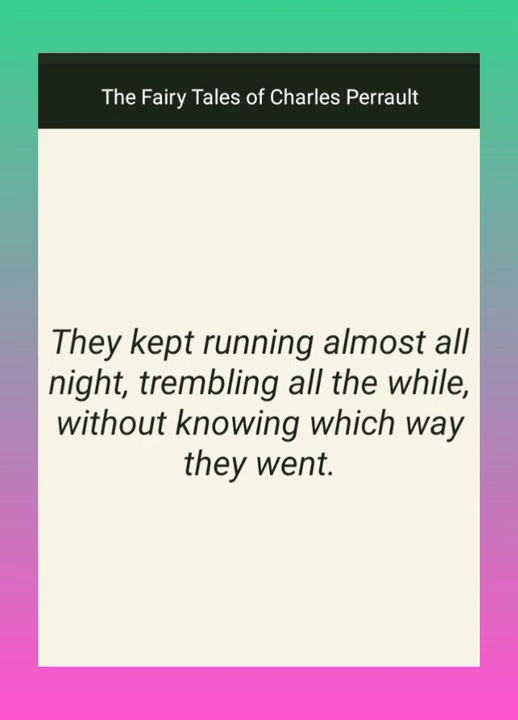 The Fairy Tales of Charles Perrault
They kept running almost all
night, trembling all the while,
without knowing which way
they went.